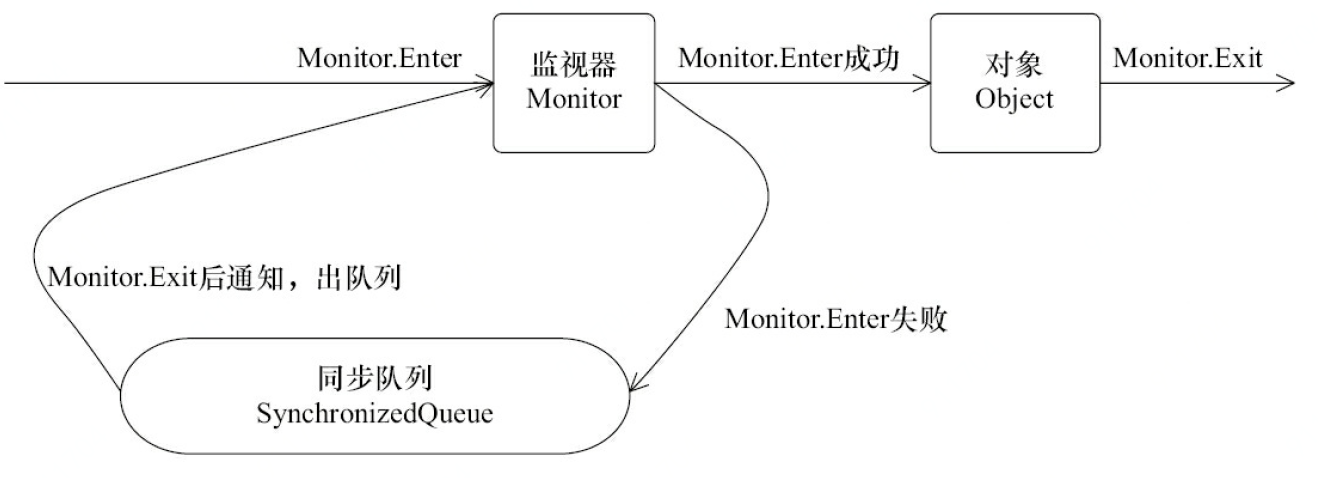 Monitor.Enter
监视器
Monitor
Monitor.Enter成功
对象
Object
Monitor.Exit
Monitor.Exit后通知，出队列
Monitor.Enter失败
同步队列
SynchronizedQueue